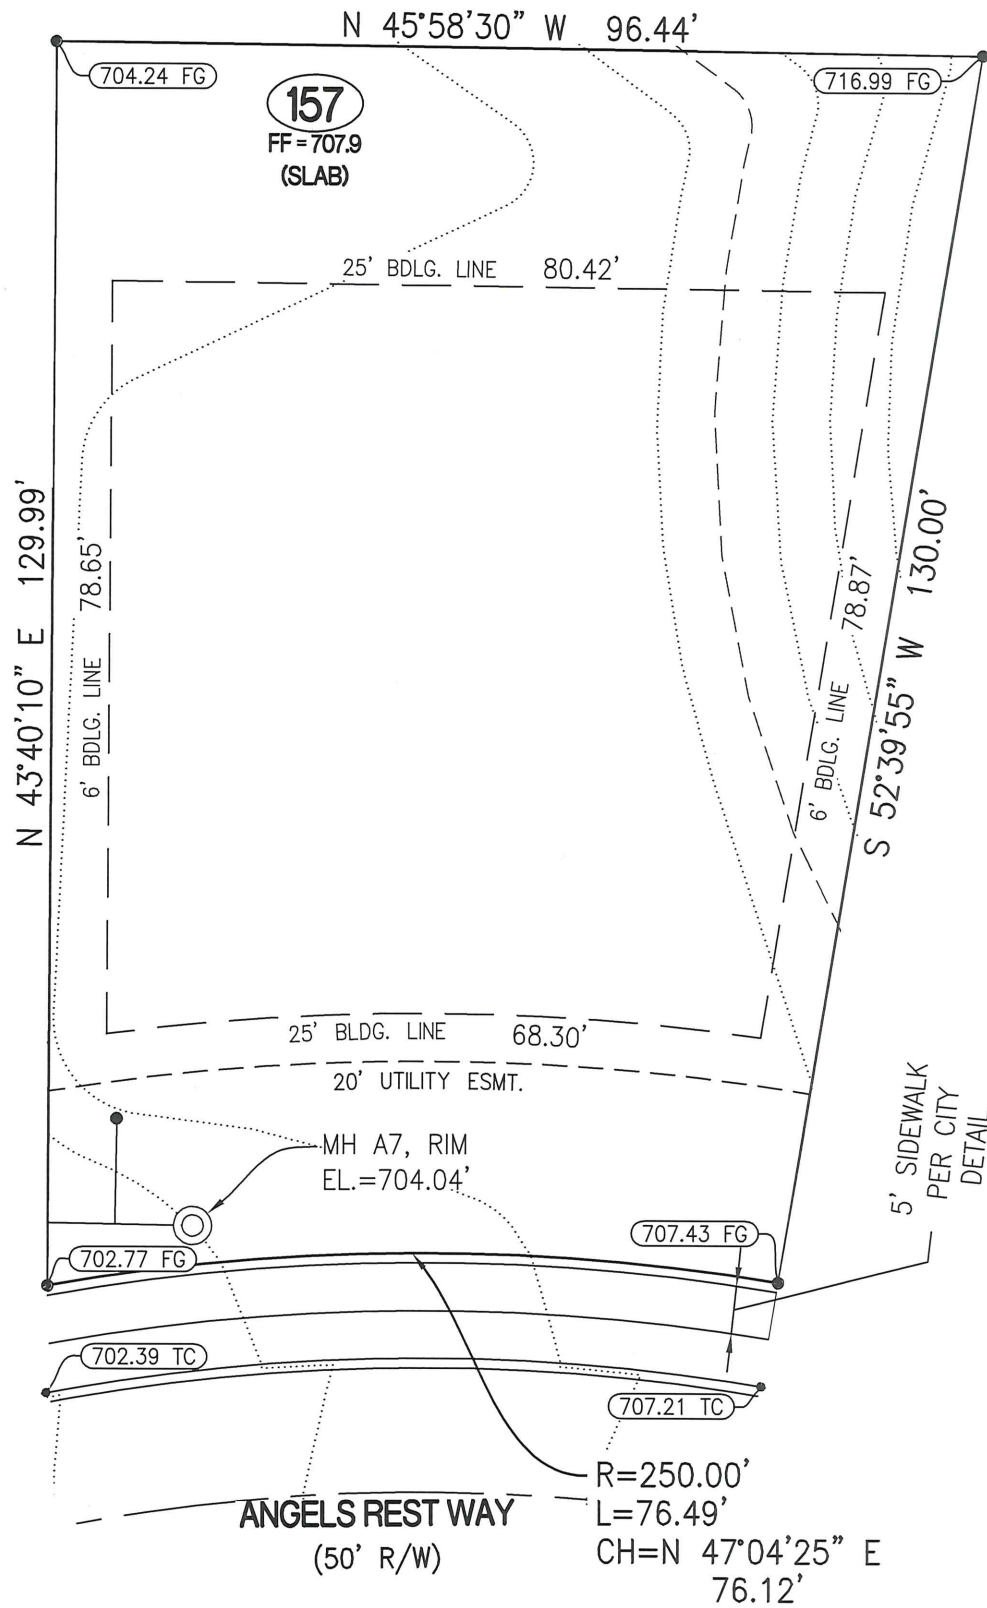 N 45°58'30" W 96.44'
704.24 FG
716.99 FG
157
FF = 707.9
(SLAB)
25' BDLG. LINE 80.42'
N 43°40'10" E 129.99'
6' BDLG. LINE 78.65'
6' BDLG. LINE 78.87'
S 52°39'55" W 130.00'
25' BLDG. LINE 68.30'
20' UTILITY ESMT.
MH A7, RIM
EL.=704.04'
5' SIDEWALK
PER CITY
DETAIL
702.77 FG
707.43 FG
702.39 TC
707.21 TC
R=250.00'
L=76.49'
CH=N 47°04'25" E
76.12'
ANGELS REST WAY
(50' R/W)